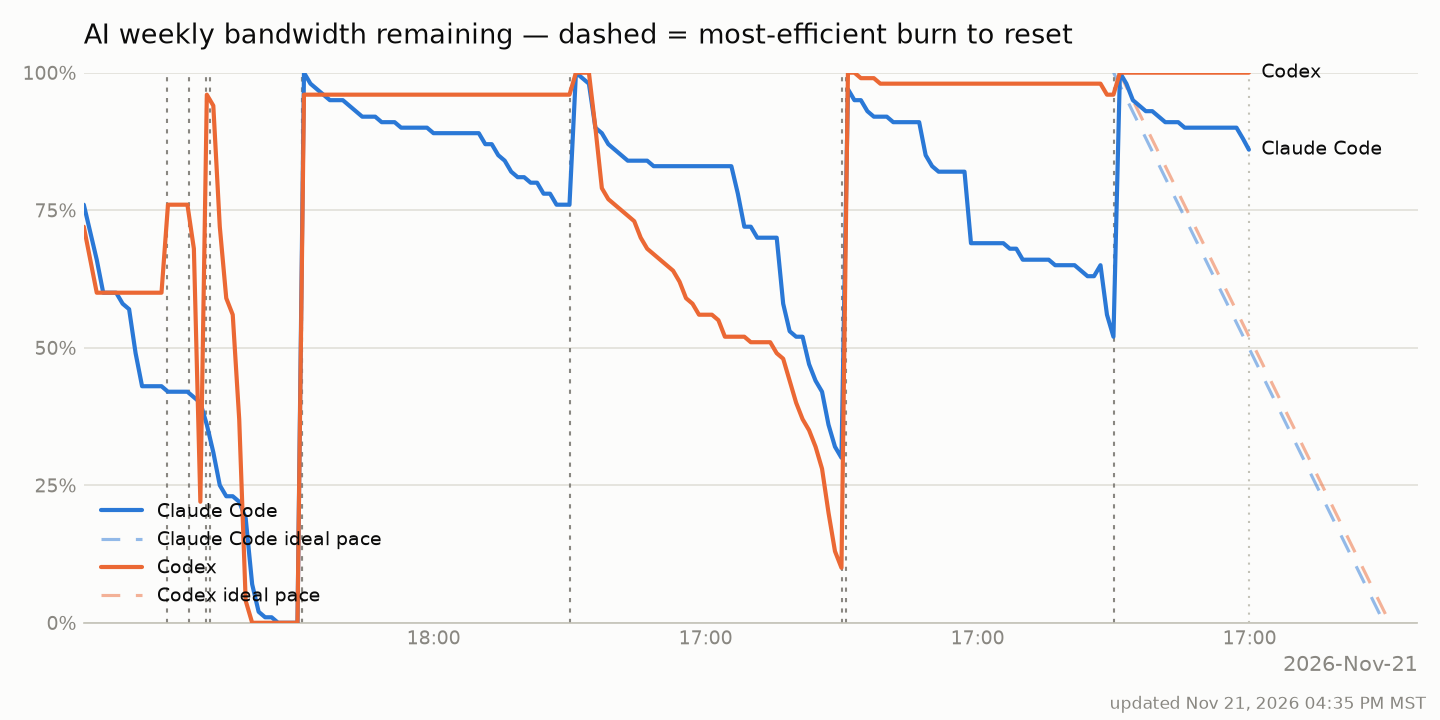 AI weekly bandwidth remaining — dashed = most-efficient burn to reset
100%
75%
50%
25%
0%
Codex
Claude Code
Claude Code
Claude Code ideal pace
Codex
Codex ideal pace
18:00
17:00
17:00
17:00
2026-Nov-21
updated Nov 21, 2026 04:35 PM MST